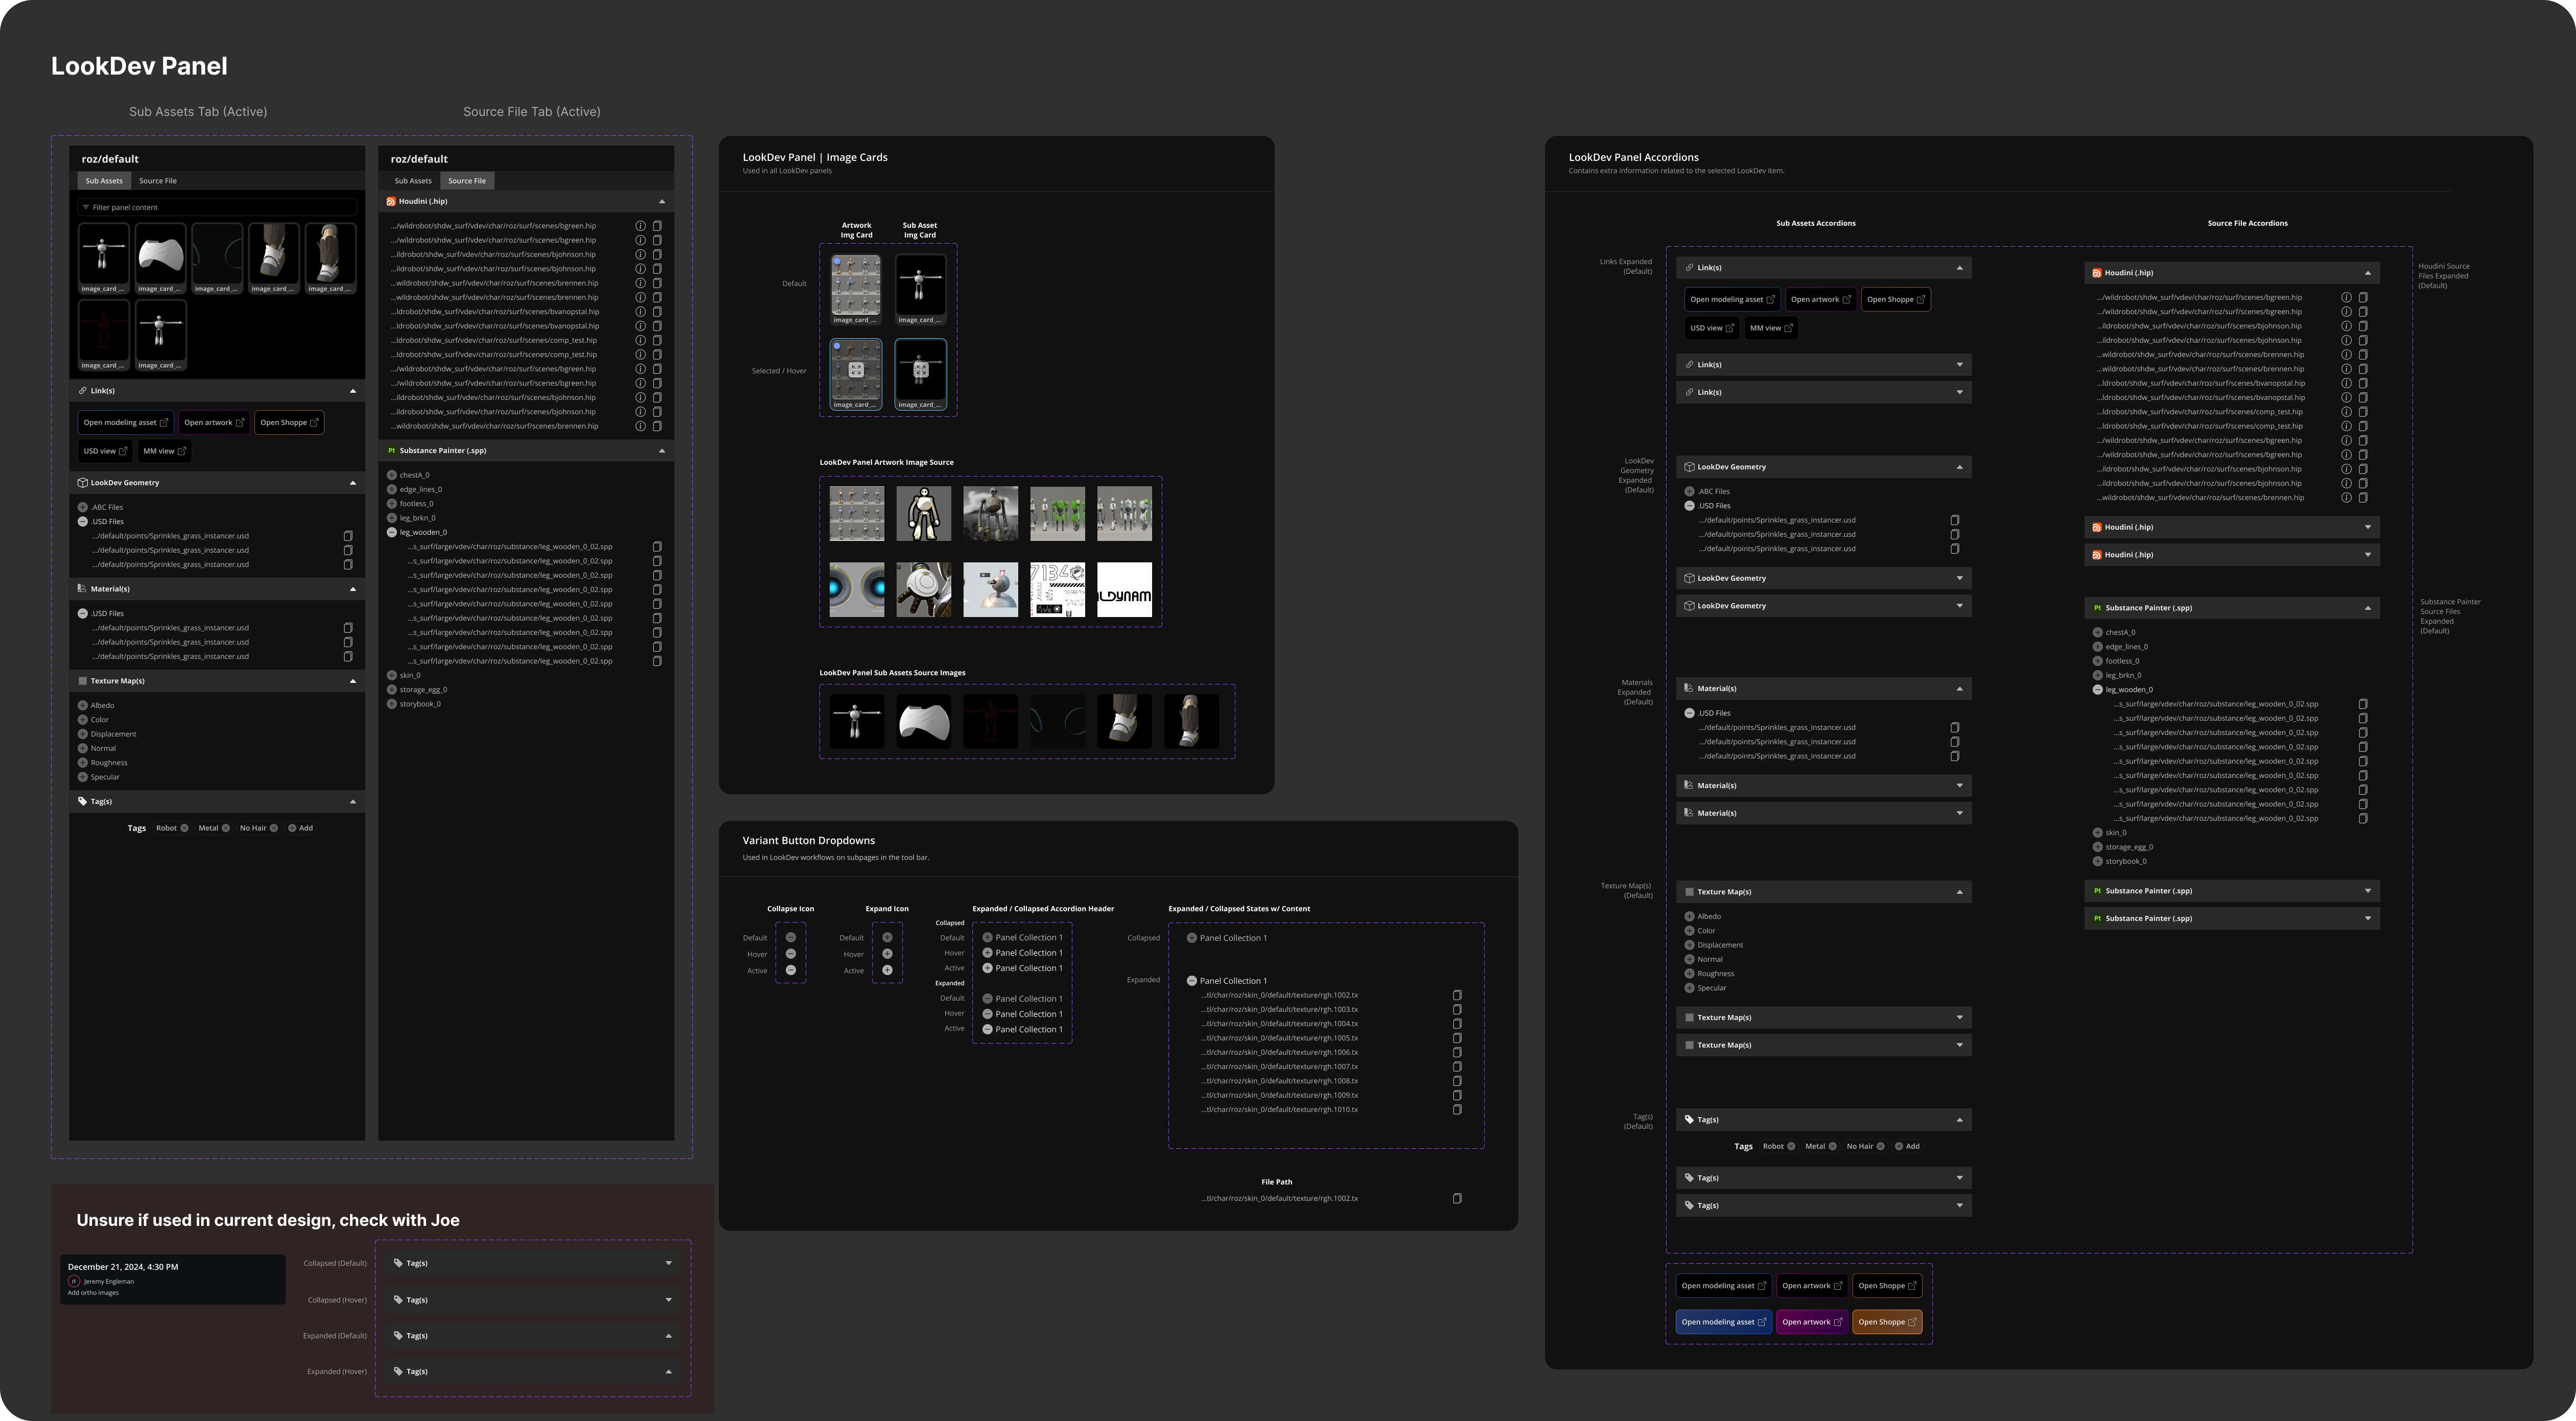 LookDev Panel
Sub Assets Tab (Active)
Source File Tab (Active)
roz/default
Sub Assets
Source File
Filter panel content
image_card_...
image_card_...
image_card_...
image_card_...
image_card_...
image_card_...
image_card_...
Link(s)
Open modeling asset
Open artwork
Open Shoppe
USD view
MM view
LookDev Geometry
.ABC Files
.USD Files
.../default/points/Sprinkles_grass_instancer.usd
.../default/points/Sprinkles_grass_instancer.usd
.../default/points/Sprinkles_grass_instancer.usd
Material(s)
.USD Files
.../default/points/Sprinkles_grass_instancer.usd
.../default/points/Sprinkles_grass_instancer.usd
.../default/points/Sprinkles_grass_instancer.usd
Texture Map(s)
Albedo
Color
Displacement
Normal
Roughness
Specular
Tag(s)
Tags
Robot
Metal
No Hair
Add
roz/default
Sub Assets
Source File
Houdini (.hip)
.../wildrobot/shdw_surf/vdev/char/roz/surf/scenes/bgreen.hip
.../wildrobot/shdw_surf/vdev/char/roz/surf/scenes/bgreen.hip
...ildrobot/shdw_surf/vdev/char/roz/surf/scenes/bjohnson.hip
...ildrobot/shdw_surf/vdev/char/roz/surf/scenes/bjohnson.hip
...wildrobot/shdw_surf/vdev/char/roz/surf/scenes/brennen.hip
...wildrobot/shdw_surf/vdev/char/roz/surf/scenes/brennen.hip
...ldrobot/shdw_surf/vdev/char/roz/surf/scenes/bvanopstal.hip
...ldrobot/shdw_surf/vdev/char/roz/surf/scenes/bvanopstal.hip
...ldrobot/shdw_surf/vdev/char/roz/surf/scenes/comp_test.hip
...ldrobot/shdw_surf/vdev/char/roz/surf/scenes/comp_test.hip
.../wildrobot/shdw_surf/vdev/char/roz/surf/scenes/bgreen.hip
.../wildrobot/shdw_surf/vdev/char/roz/surf/scenes/bgreen.hip
...ildrobot/shdw_surf/vdev/char/roz/surf/scenes/bjohnson.hip
...ildrobot/shdw_surf/vdev/char/roz/surf/scenes/bjohnson.hip
...wildrobot/shdw_surf/vdev/char/roz/surf/scenes/brennen.hip
Pt Substance Painter (.spp)
chestA_0
edge_lines_0
footless_0
leg_brkn_0
leg_wooden_0
...s_surf/large/vdev/char/roz/substance/leg_wooden_0_02.spp
...s_surf/large/vdev/char/roz/substance/leg_wooden_0_02.spp
...s_surf/large/vdev/char/roz/substance/leg_wooden_0_02.spp
...s_surf/large/vdev/char/roz/substance/leg_wooden_0_02.spp
...s_surf/large/vdev/char/roz/substance/leg_wooden_0_02.spp
...s_surf/large/vdev/char/roz/substance/leg_wooden_0_02.spp
...s_surf/large/vdev/char/roz/substance/leg_wooden_0_02.spp
...s_surf/large/vdev/char/roz/substance/leg_wooden_0_02.spp
...s_surf/large/vdev/char/roz/substance/leg_wooden_0_02.spp
skin_0
storage_egg_0
storybook_0
Unsure if used in current design, check with Joe
December 21, 2024, 4:30 PM
JE Jeremy Engleman
Add ortho images
Collapsed (Default)
Tag(s)
Collapsed (Hover)
Tag(s)
Expanded (Default)
Tag(s)
Expanded (Hover)
Tag(s)
LookDev Panel | Image Cards
Used in all LookDev panels
Artwork
Img Card
Sub Asset
Img Card
Default
image_card_...
image_card_...
Selected / Hover
image_card_...
image_card_...
LookDev Panel Artwork Image Source
7134
LDYNAM
LookDev Panel Sub Assets Source Images
Variant Button Dropdowns
Used in LookDev workflows on subpages in the tool bar.
Collapse Icon
Default
Hover
Active
Expand Icon
Default
Hover
Active
Expanded / Collapsed Accordion Header
Collapsed
Default
Panel Collection 1
Hover
Panel Collection 1
Active
Panel Collection 1
Expanded
Default
Panel Collection 1
Hover
Panel Collection 1
Active
Panel Collection 1
Expanded / Collapsed States w/ Content
Collapsed
Panel Collection 1
Expanded
Panel Collection 1
...tl/char/roz/skin_0/default/texture/rgh.1002.tx
...tl/char/roz/skin_0/default/texture/rgh.1003.tx
...tl/char/roz/skin_0/default/texture/rgh.1004.tx
...tl/char/roz/skin_0/default/texture/rgh.1005.tx
...tl/char/roz/skin_0/default/texture/rgh.1006.tx
...tl/char/roz/skin_0/default/texture/rgh.1007.tx
...tl/char/roz/skin_0/default/texture/rgh.1008.tx
...tl/char/roz/skin_0/default/texture/rgh.1009.tx
...tl/char/roz/skin_0/default/texture/rgh.1010.tx
File Path
...tl/char/roz/skin_0/default/texture/rgh.1002.tx
LookDev Panel Accordions
Contains extra information related to the selected LookDev item.
Sub Assets Accordions
Links Expanded
(Default)
Link(s)
Open modeling asset
Open artwork
Open Shoppe
USD view
MM view
Link(s)
Link(s)
LookDev
Geometry
Expanded
(Default)
LookDev Geometry
.ABC Files
.USD Files
.../default/points/Sprinkles_grass_instancer.usd
.../default/points/Sprinkles_grass_instancer.usd
.../default/points/Sprinkles_grass_instancer.usd
LookDev Geometry
LookDev Geometry
Materials
Expanded
(Default)
Material(s)
.USD Files
.../default/points/Sprinkles_grass_instancer.usd
.../default/points/Sprinkles_grass_instancer.usd
.../default/points/Sprinkles_grass_instancer.usd
Material(s)
Material(s)
Texture Map(s)
(Default)
Texture Map(s)
Albedo
Color
Displacement
Normal
Roughness
Specular
Texture Map(s)
Texture Map(s)
Tag(s)
(Default)
Tag(s)
Tags
Robot
Metal
No Hair
Add
Tag(s)
Tag(s)
Open modeling asset
Open artwork
Open Shoppe
Open modeling asset
Open artwork
Open Shoppe
Source File Accordions
Houdini Source
Files Expanded
(Default)
Houdini (.hip)
.../wildrobot/shdw_surf/vdev/char/roz/surf/scenes/bgreen.hip
.../wildrobot/shdw_surf/vdev/char/roz/surf/scenes/bgreen.hip
...ildrobot/shdw_surf/vdev/char/roz/surf/scenes/bjohnson.hip
...ildrobot/shdw_surf/vdev/char/roz/surf/scenes/bjohnson.hip
...wildrobot/shdw_surf/vdev/char/roz/surf/scenes/brennen.hip
...wildrobot/shdw_surf/vdev/char/roz/surf/scenes/brennen.hip
...ldrobot/shdw_surf/vdev/char/roz/surf/scenes/bvanopstal.hip
...ldrobot/shdw_surf/vdev/char/roz/surf/scenes/bvanopstal.hip
...ldrobot/shdw_surf/vdev/char/roz/surf/scenes/comp_test.hip
...ldrobot/shdw_surf/vdev/char/roz/surf/scenes/comp_test.hip
.../wildrobot/shdw_surf/vdev/char/roz/surf/scenes/bgreen.hip
.../wildrobot/shdw_surf/vdev/char/roz/surf/scenes/bgreen.hip
...ildrobot/shdw_surf/vdev/char/roz/surf/scenes/bjohnson.hip
...ildrobot/shdw_surf/vdev/char/roz/surf/scenes/bjohnson.hip
...wildrobot/shdw_surf/vdev/char/roz/surf/scenes/brennen.hip
Houdini (.hip)
Houdini (.hip)
Substance Painter
Source Files
Expanded
(Default)
Pt Substance Painter (.spp)
chestA_0
edge_lines_0
footless_0
leg_brkn_0
leg_wooden_0
...s_surf/large/vdev/char/roz/substance/leg_wooden_0_02.spp
...s_surf/large/vdev/char/roz/substance/leg_wooden_0_02.spp
...s_surf/large/vdev/char/roz/substance/leg_wooden_0_02.spp
...s_surf/large/vdev/char/roz/substance/leg_wooden_0_02.spp
...s_surf/large/vdev/char/roz/substance/leg_wooden_0_02.spp
...s_surf/large/vdev/char/roz/substance/leg_wooden_0_02.spp
...s_surf/large/vdev/char/roz/substance/leg_wooden_0_02.spp
...s_surf/large/vdev/char/roz/substance/leg_wooden_0_02.spp
...s_surf/large/vdev/char/roz/substance/leg_wooden_0_02.spp
skin_0
storage_egg_0
storybook_0
Pt Substance Painter (.spp)
Pt Substance Painter (.spp)